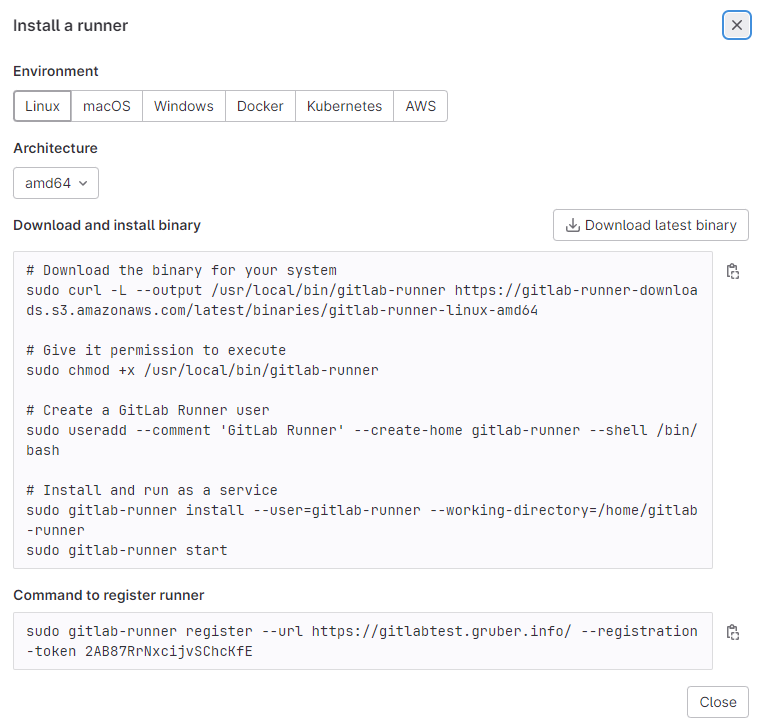 Install a runner
Environment
Linux macOS Windows Docker Kubernetes AWS
Architecture
amd64
Download and install binary
Download latest binary
# Download the binary for your system
sudo curl -L --output /usr/local/bin/gitlab-runner https://gitlab-runner-downloa
ds.s3.amazonaws.com/latest/binaries/gitlab-runner-linux-amd64
# Give it permission to execute
sudo chmod +x /usr/local/bin/gitlab-runner
# Create a GitLab Runner user
sudo useradd --comment 'GitLab Runner' --create-home gitlab-runner --shell /bin/
bash
# Install and run as a service
sudo gitlab-runner install --user=gitlab-runner --working-directory=/home/gitlab
-runner
sudo gitlab-runner start
Command to register runner
sudo gitlab-runner register --url https://gitlabtest.gruber.info/ --registration
-token 2AB87RrNxcijvSChcKfE
Close